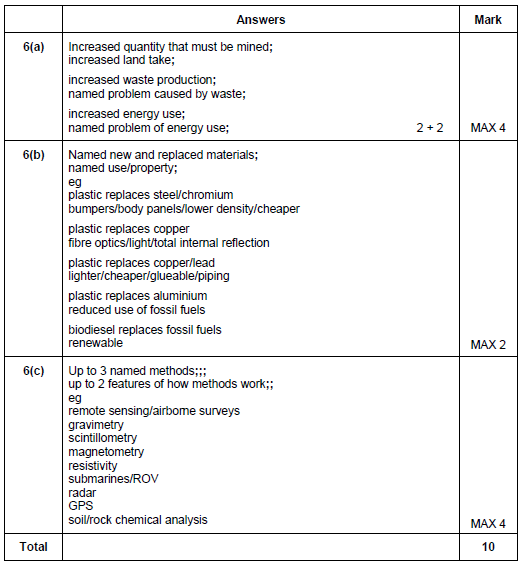 Answers Mark
6(a) Increased quantity that must be mined;
increased land take;
increased waste production;
named problem caused by waste;
increased energy use;
named problem of energy use; 2 + 2 MAX 4
6(b) Named new and replaced materials;
named use/property;
eg
plastic replaces steel/chromium
bumpers/body panels/lower density/cheaper
plastic replaces copper
fibre optics/light/total internal reflection
plastic replaces copper/lead
lighter/cheaper/glueable/piping
plastic replaces aluminium
reduced use of fossil fuels
biodiesel replaces fossil fuels
renewable MAX 2
6(c) Up to 3 named methods;;;
up to 2 features of how methods work;;
eg
remote sensing/airborne surveys
gravimetry
scintillometry
magnetometry
resistivity
submarines/ROV
radar
GPS
soil/rock chemical analysis MAX 4
Total 10